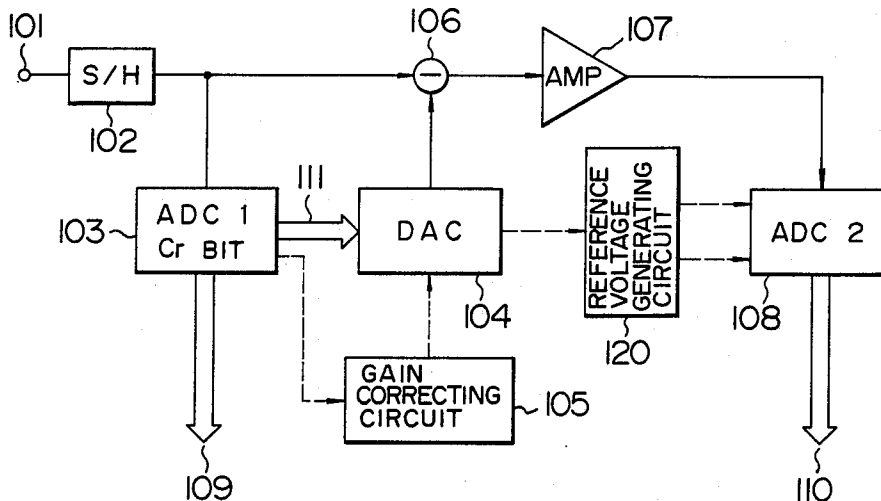 101
S/H
102
106
107
AMP
103
ADC 1
Cr BIT
111
DAC
104
REFERENCE
VOLTAGE
GENERATING
CIRCUIT
120
ADC 2
108
GAIN
CORRECTING
CIRCUIT
105
109
110